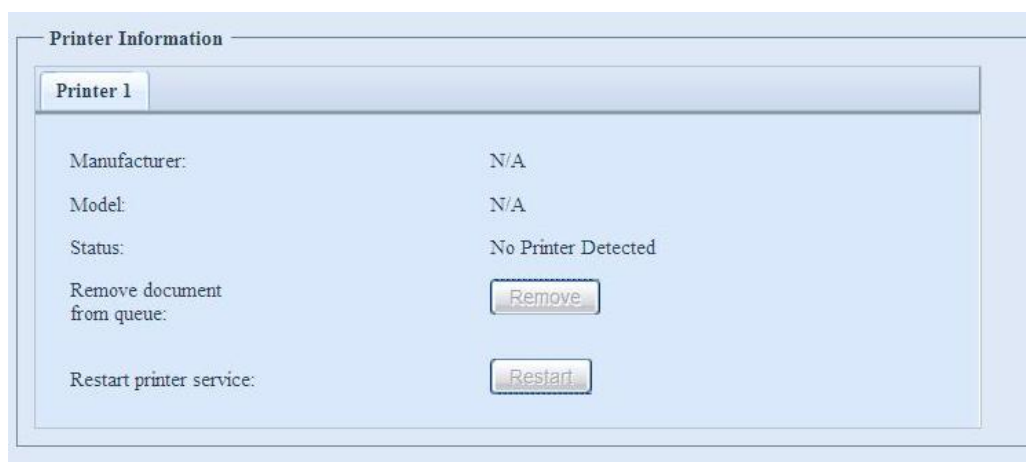 Printer Information
Printer 1
Manufacturer: N/A
Model: N/A
Status: No Printer Detected
Remove document
from queue: Remove
Restart printer service: Restart